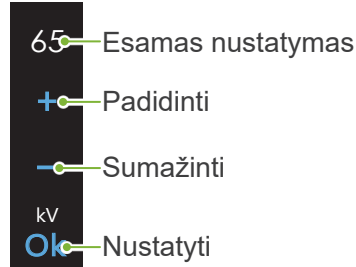 65 Esamas nustatymas
+ Padidinti
− Sumažinti
kV
Ok Nustatyti